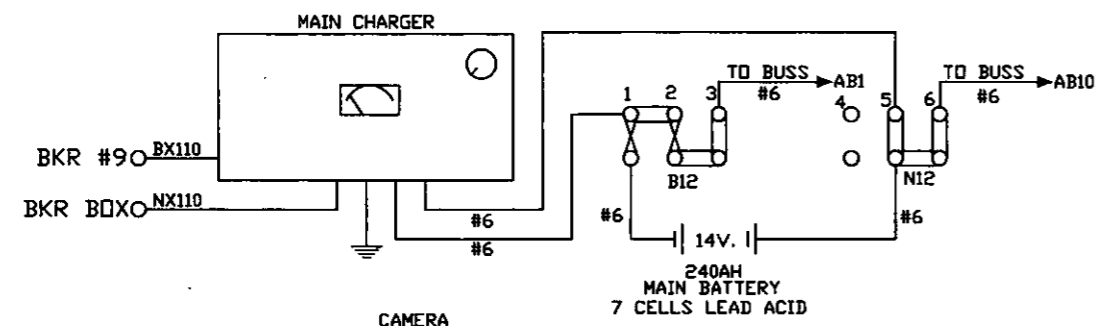 MAIN CHARGER
TO BUSS
#6
AB1
TO BUSS
#6
AB10
1 2 3 4 5 6
BKR #9 BX110
BKR BOX NX110
B12
N12
#6
#6
#6
#6
14V.
240AH
MAIN BATTERY
7 CELLS LEAD ACID
CAMERA